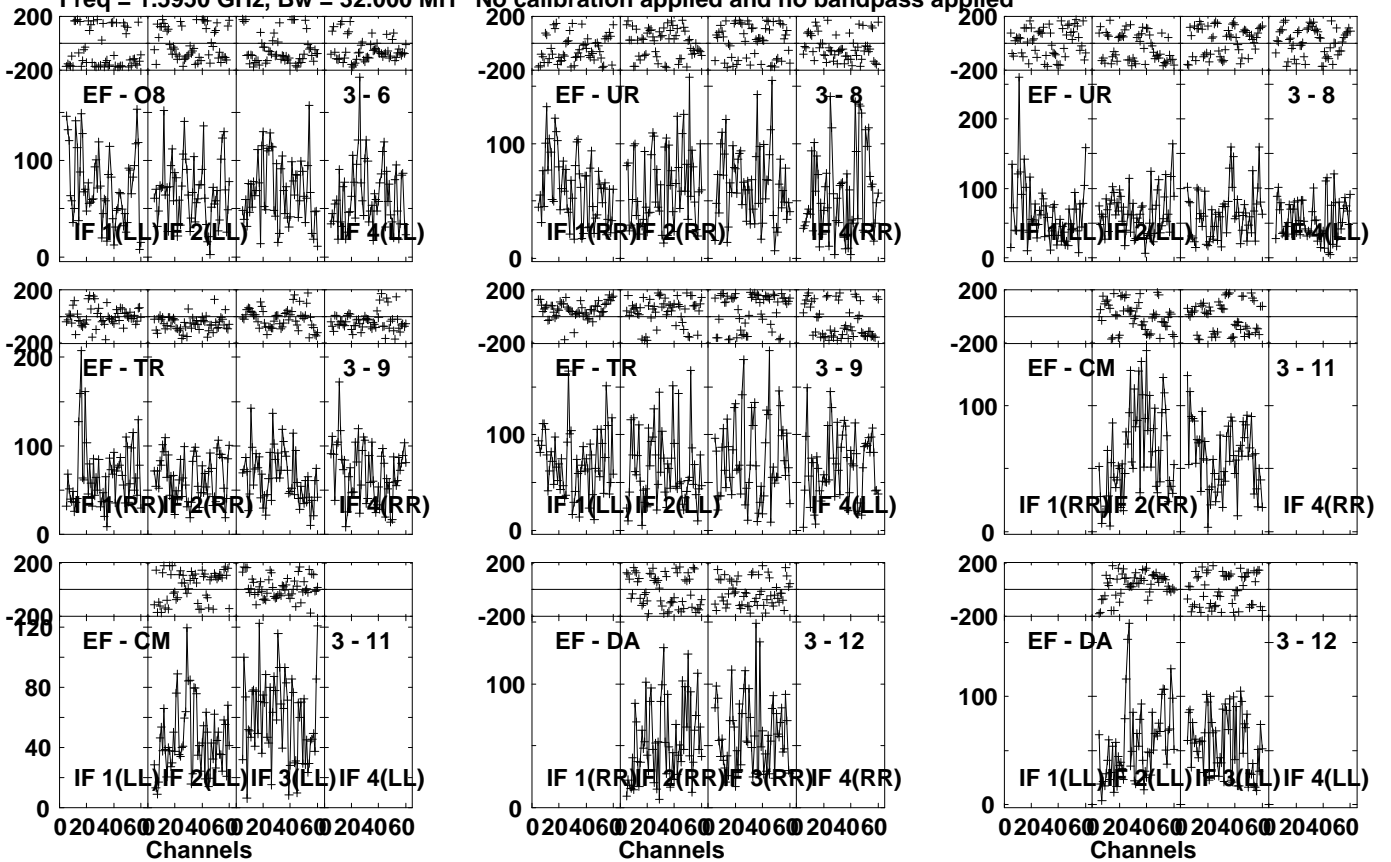 Freq = 1.5950 GHz, Bw = 32.000 MH No calibration applied and no bandpass applied
200
-200
EF - O8 3 - 6
100
0
IF 1(LL) IF 2(LL) IF 4(LL)
EF - UR 3 - 8
100
0
IF 1(RR) IF 2(RR) IF 4(RR)
200
-200
EF - UR 3 - 8
200
100
0
IF 1(LL) IF 2(LL) IF 4(LL)
200
-200
200
EF - TR 3 - 9
100
0
IF 1(RR) IF 2(RR) IF 4(RR)
200
-200
EF - TR 3 - 9
100
0
IF 1(LL) IF 2(LL) IF 4(LL)
200
-200
EF - CM 3 - 11
100
0
IF 1(RR) IF 2(RR) IF 4(RR)
200
-200
120
EF - CM 3 - 11
80
40
0
IF 1(LL) IF 2(LL) IF 3(LL) IF 4(LL)
0 20 40 60 0 20 40 60 0 20 40 60 0 20 40 60
Channels
200
-200
EF - DA 3 - 12
100
0
IF 1(RR) IF 2(RR) IF 3(RR) IF 4(RR)
0 20 40 60 0 20 40 60 0 20 40 60 0 20 40 60
Channels
200
-200
EF - DA 3 - 12
100
0
IF 1(LL) IF 2(LL) IF 3(LL) IF 4(LL)
0 20 40 60 0 20 40 60 0 20 40 60 0 20 40 60
Channels